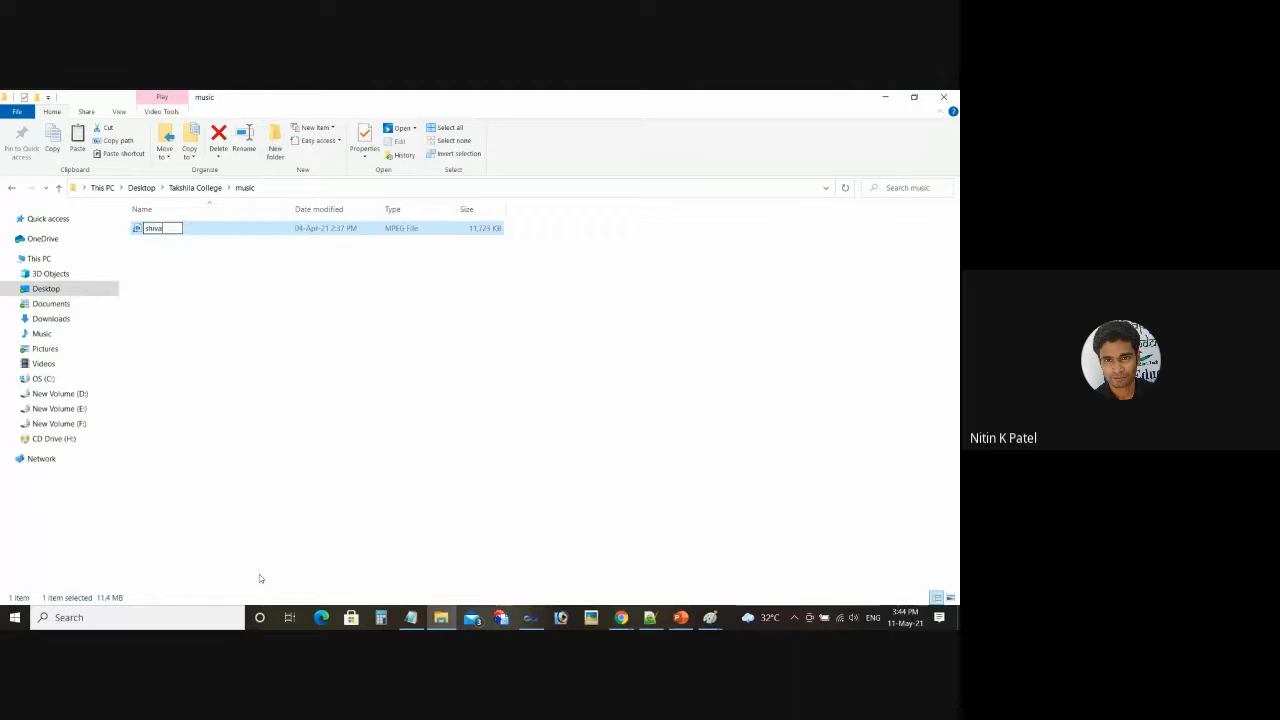 Play
music
File
Home
Share
View
Video Tools
Pin to Quick access
Copy
Paste
Cut
Copy path
Paste shortcut
Clipboard
Move to
Copy to
Delete
Rename
Organize
New folder
New item
Easy access
New
Properties
Open
Edit
History
Open
Select all
Select none
Invert selection
Select
This PC
Desktop
Takshila College
music
Search music
Name
Date modified
Type
Size
shiva
04-Apr-21 2:37 PM
MPEG File
11,723 KB
Quick access
OneDrive
This PC
3D Objects
Desktop
Documents
Downloads
Music
Pictures
Videos
OS (C:)
New Volume (D:)
New Volume (E:)
New Volume (F:)
CD Drive (H:)
Network
Nitin K Patel
1 item
1 item selected 11.4 MB
Search
3
32°C
ENG
3:44 PM
11-May-21